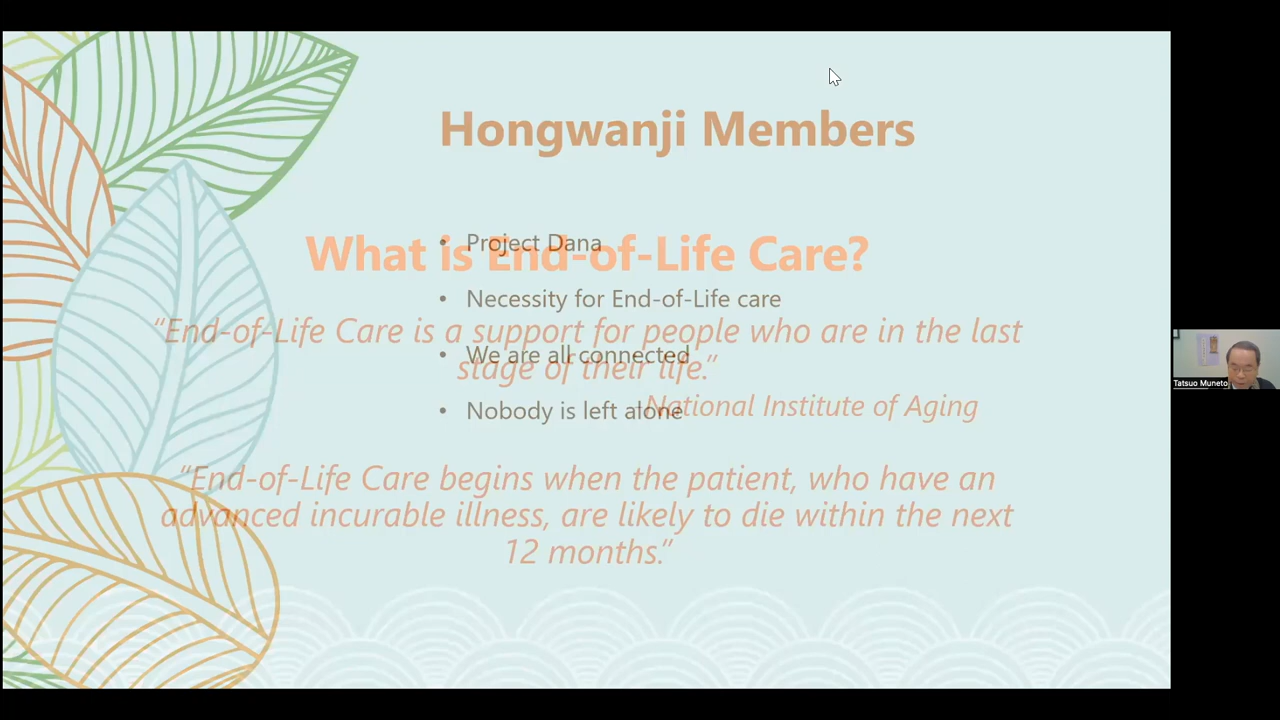 Hongwanji Members
• Project Dana
• Necessity for End-of-Life care
• We are all connected
• Nobody is left alone
What is End-of-Life Care?
“End-of-Life Care is a support for people who are in the last
stage of their life.”
National Institute of Aging
“End-of-Life Care begins when the patient, who have an
advanced incurable illness, are likely to die within the next
12 months.”
Tatsuo Muneto